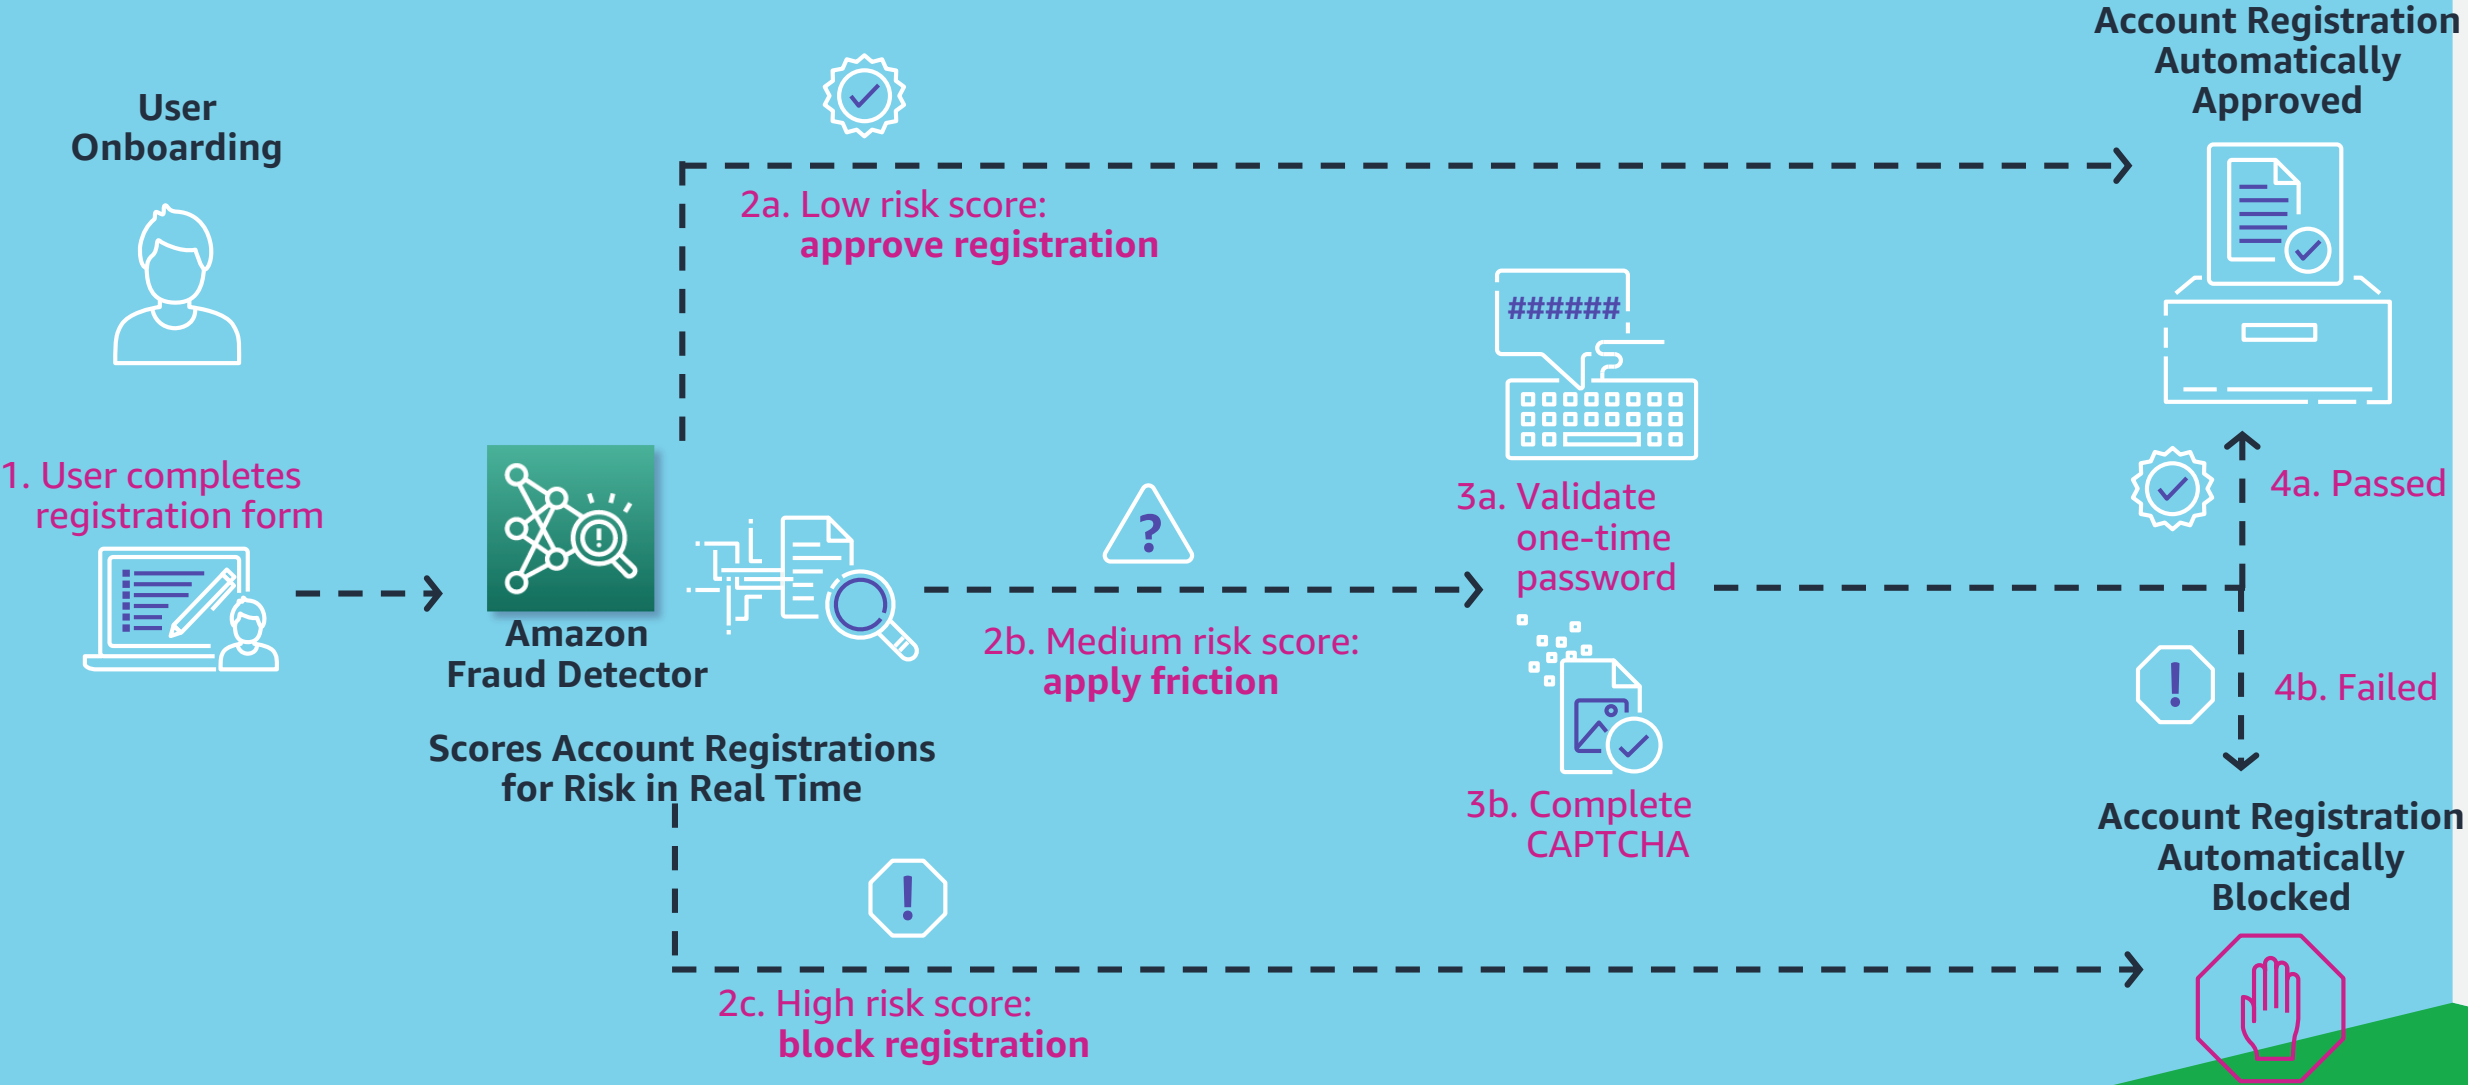 User
Onboarding
1. User completes
registration form
Amazon
Fraud Detector
Scores Account Registrations
for Risk in Real Time
2a. Low risk score:
approve registration
?
2b. Medium risk score:
apply friction
!
2c. High risk score:
block registration
######
3a. Validate
one-time
password
3b. Complete
CAPTCHA
Account Registration
Automatically
Approved
4a. Passed
!
4b. Failed
Account Registration
Automatically
Blocked